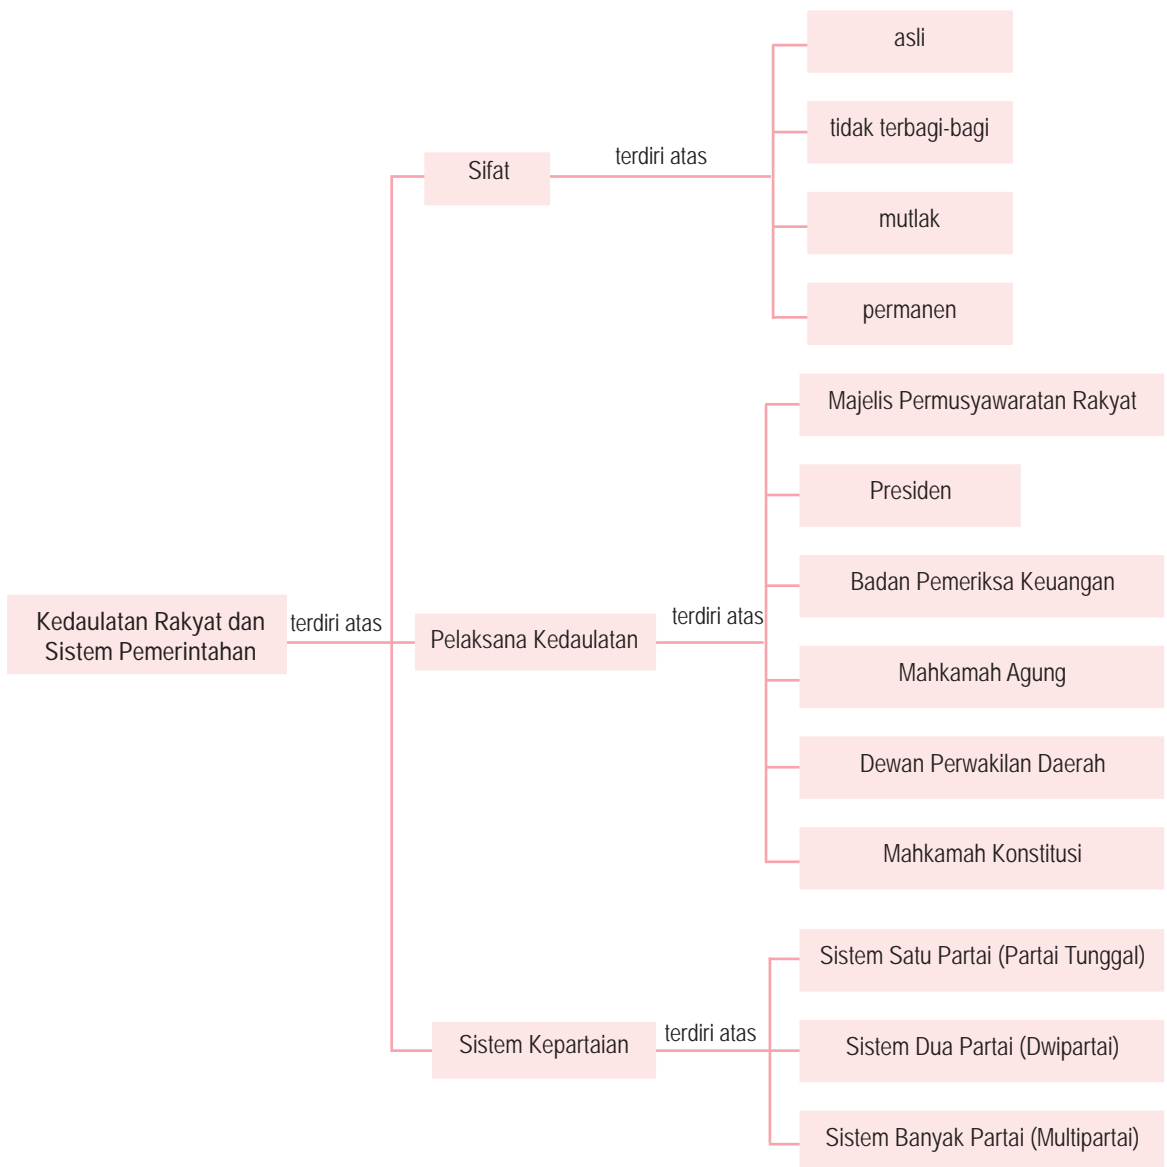 asli
tidak terbagi-bagi
Sifat
terdiri atas
mutlak
permanen
Majelis Permusyawaratan Rakyat
Presiden
Badan Pemeriksa Keuangan
Kedaulatan Rakyat dan
Sistem Pemerintahan
terdiri atas
Pelaksana Kedaulatan
terdiri atas
Mahkamah Agung
Dewan Perwakilan Daerah
Mahkamah Konstitusi
Sistem Satu Partai (Partai Tunggal)
Sistem Kepartaian
terdiri atas
Sistem Dua Partai (Dwipartai)
Sistem Banyak Partai (Multipartai)